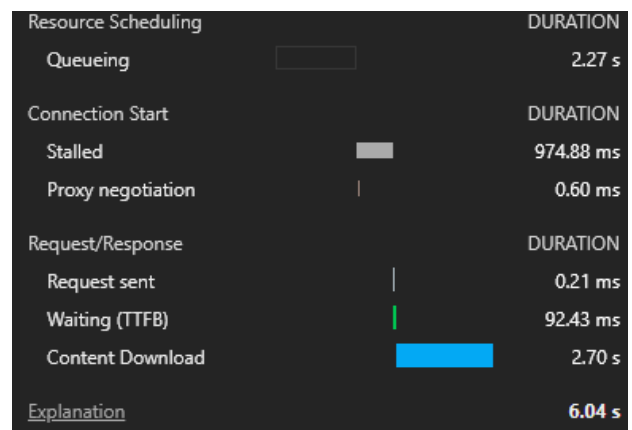 Resource Scheduling DURATION
Queueing 2.27 s
Connection Start DURATION
Stalled 974.88 ms
Proxy negotiation 0.60 ms
Request/Response DURATION
Request sent 0.21 ms
Waiting (TTFB) 92.43 ms
Content Download 2.70 s
Explanation 6.04 s